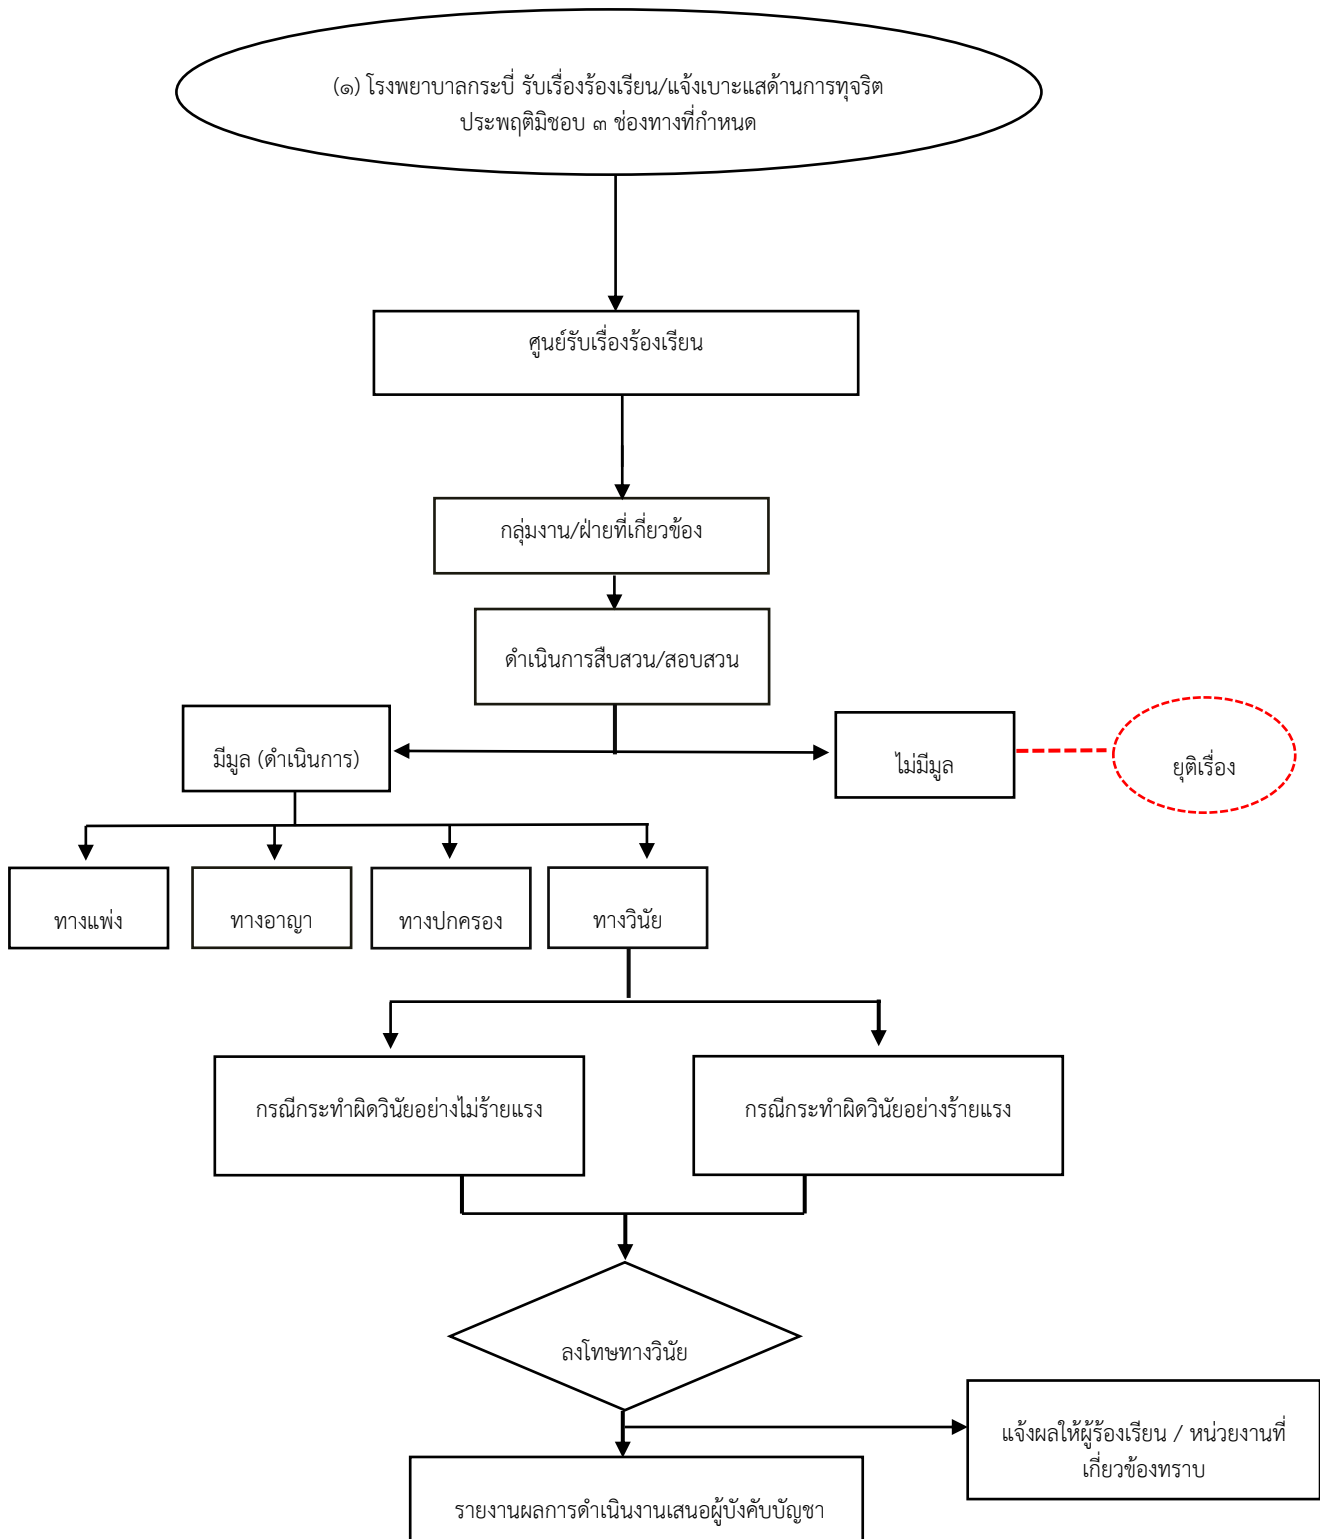 (๑) โรงพยาบาลกระบี่ รับเรื่องร้องเรียน/แจ้งเบาะแสด้านการทุจริต
ประพฤติมิชอบ ๓ ช่องทางที่กำหนด
ศูนย์รับเรื่องร้องเรียน
กลุ่มงาน/ฝ่ายที่เกี่ยวข้อง
ดำเนินการสืบสวน/สอบสวน
มีมูล (ดำเนินการ)
ไม่มีมูล
ยุติเรื่อง
ทางแพ่ง
ทางอาญา
ทางปกครอง
ทางวินัย
กรณีกระทำผิดวินัยอย่างไม่ร้ายแรง
กรณีกระทำผิดวินัยอย่างร้ายแรง
ลงโทษทางวินัย
แจ้งผลให้ผู้ร้องเรียน / หน่วยงานที่
เกี่ยวข้องทราบ
รายงานผลการดำเนินงานเสนอผู้บังคับบัญชา